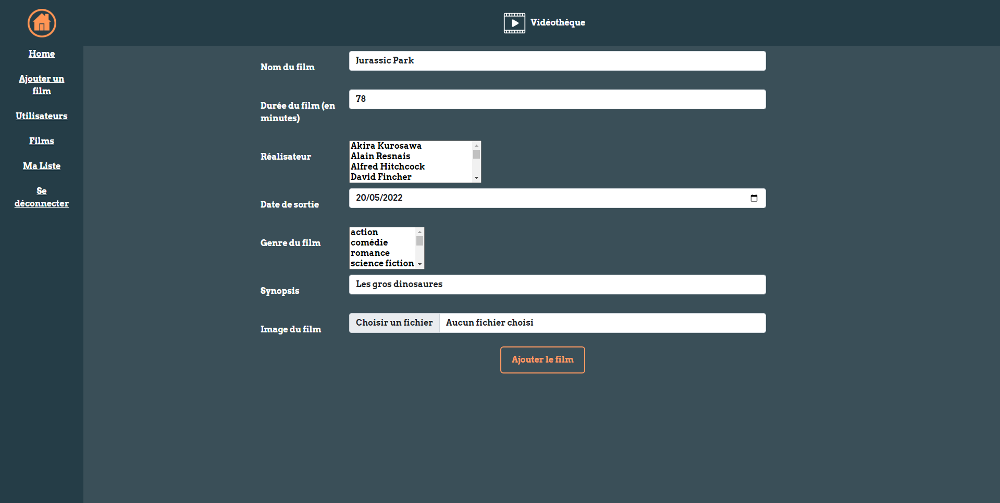 Vidéothèque
Home
Ajouter un
film
Utilisateurs
Films
Ma Liste
Se
déconnecter
Nom du film
Jurassic Park
Durée du film (en
minutes)
78
Réalisateur
Akira Kurosawa
Alain Resnais
Alfred Hitchcock
David Fincher
Date de sortie
20/05/2022
Genre du film
action
comédie
romance
science fiction
Synopsis
Les gros dinosaures
Image du film
Choisir un fichier Aucun fichier choisi
Ajouter le film